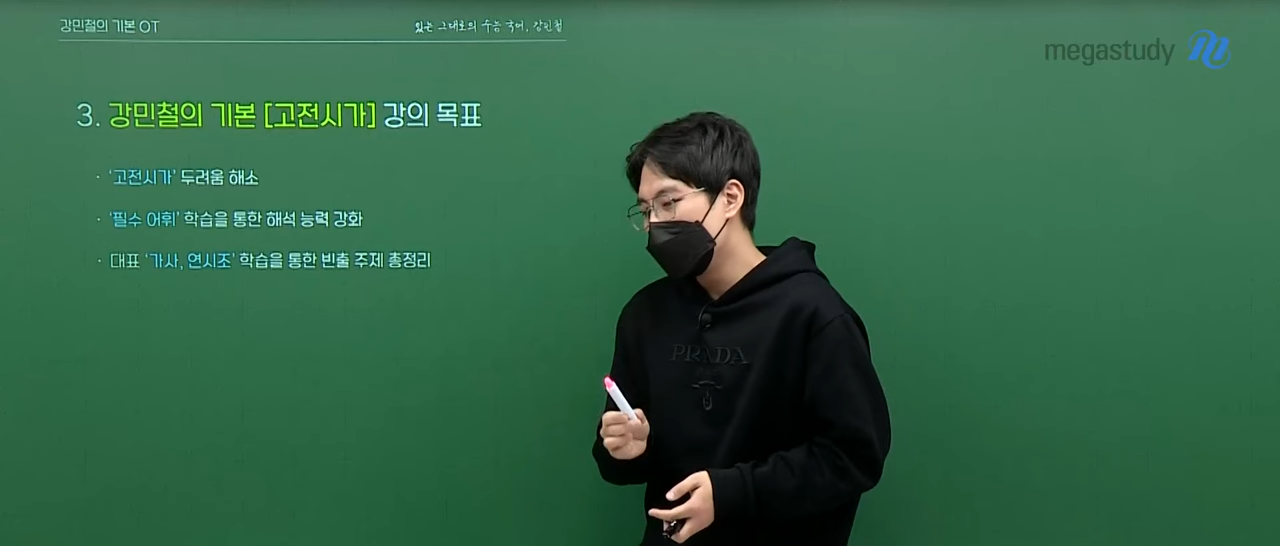 강민철의 기본 OT
있는 그대로의 수능 국어, 강민철
megastudy
3. 강민철의 기본 [고전시가] 강의 목표
· ‘고전시가’ 두려움 해소
· ‘필수 어휘’ 학습을 통한 해석 능력 강화
· 대표 ‘가사, 연시조’ 학습을 통한 빈출 주제 총정리
PRADA